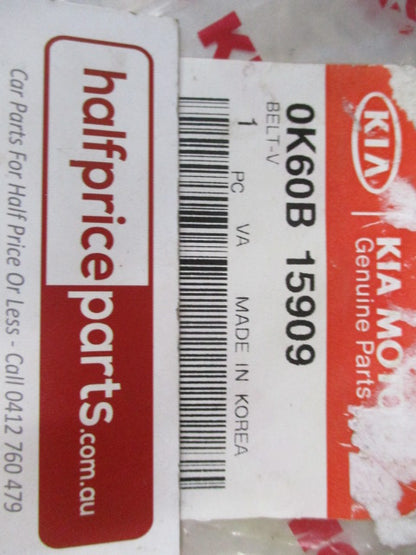 KIA
KIA MOTO
Genuine Parts
0K60B 15909
BELT-V
1 PC VA MADE IN KOREA
halfpriceparts.com.au
Car Parts For Half Price Or Less - Call 0412 760 479